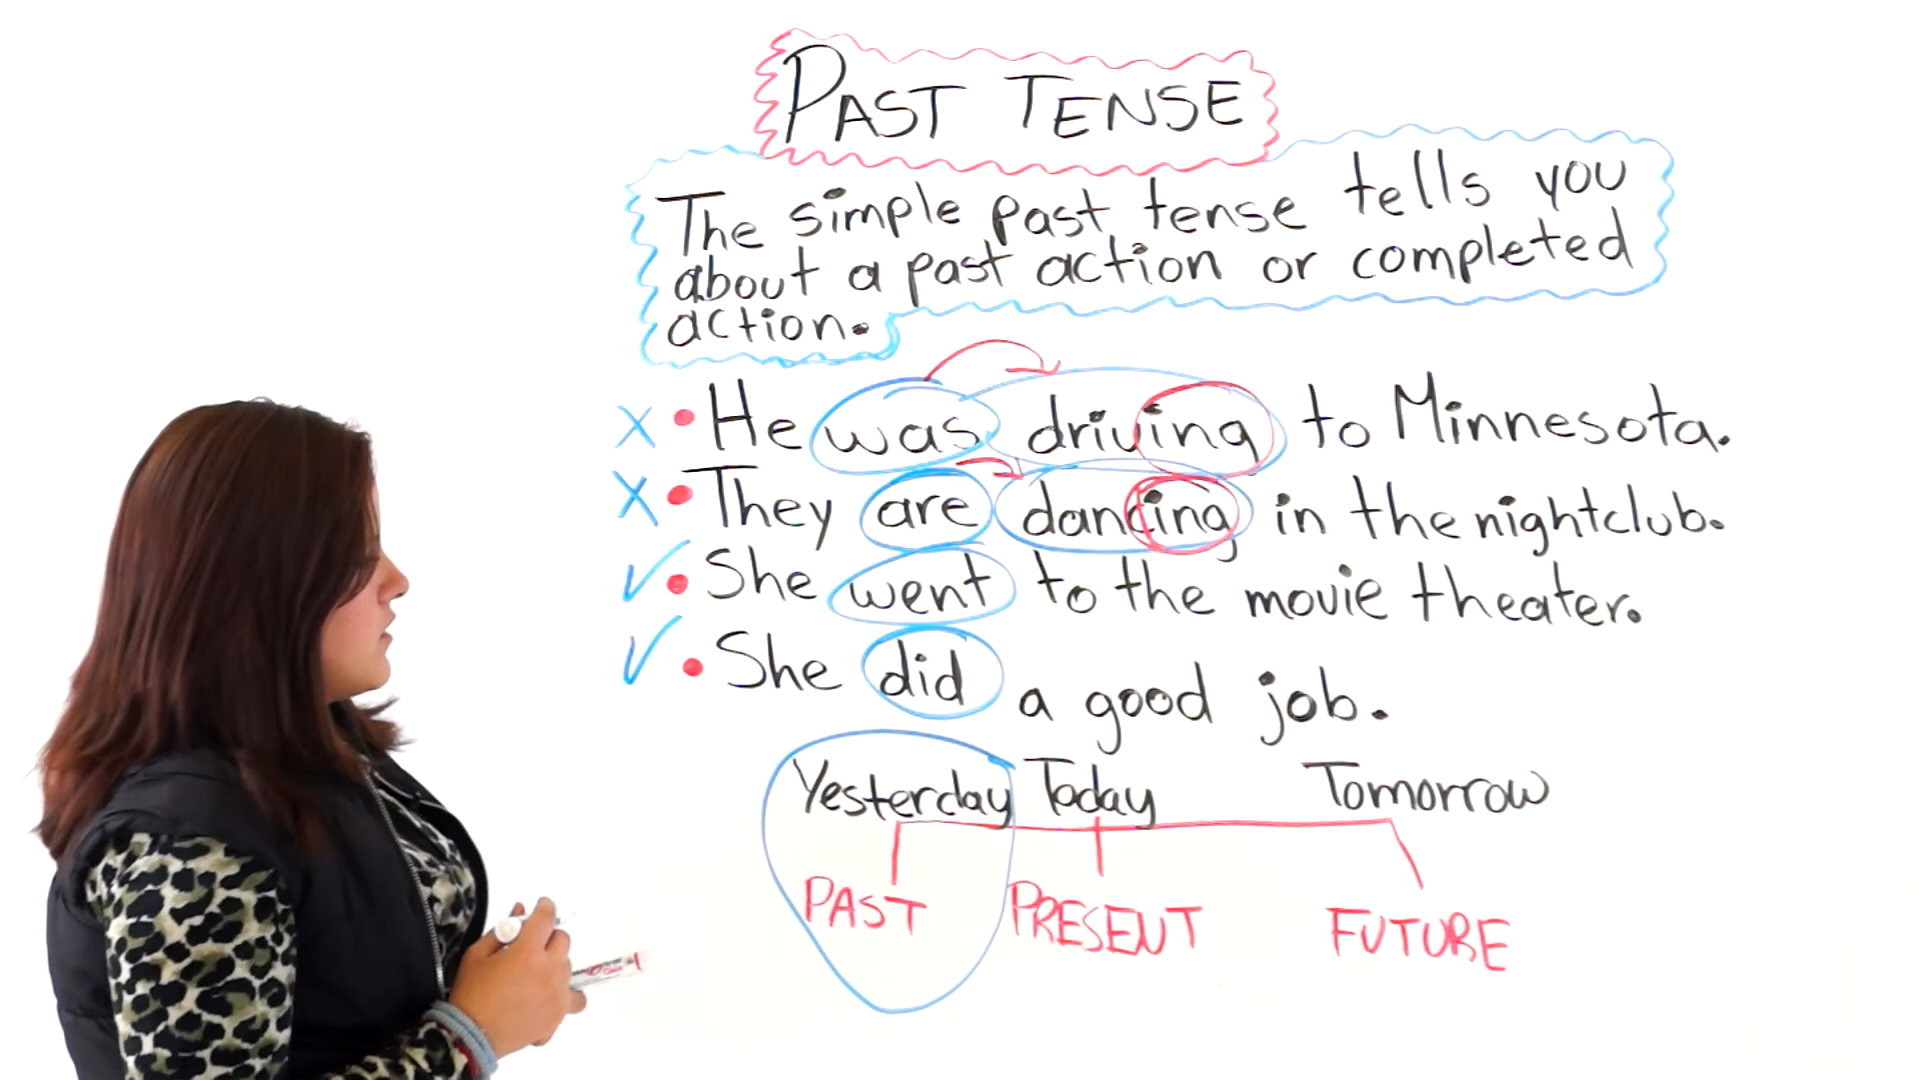 PAST TENSE
The simple past tense tells you
about a past action or completed
action.
x • He was driving to Minnesota.
x • They are dancing in the nightclub.
✓ • She went to the movie theater.
✓ • She did a good job.
Yesterday Today Tomorrow
PAST PRESENT FUTURE